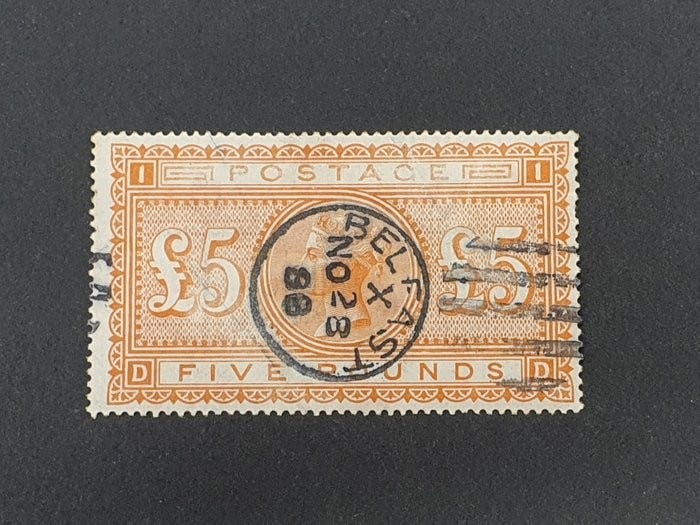 I POSTAGE I
£5 £5
BELFAST
X
NO 28
88
D FIVE POUNDS D